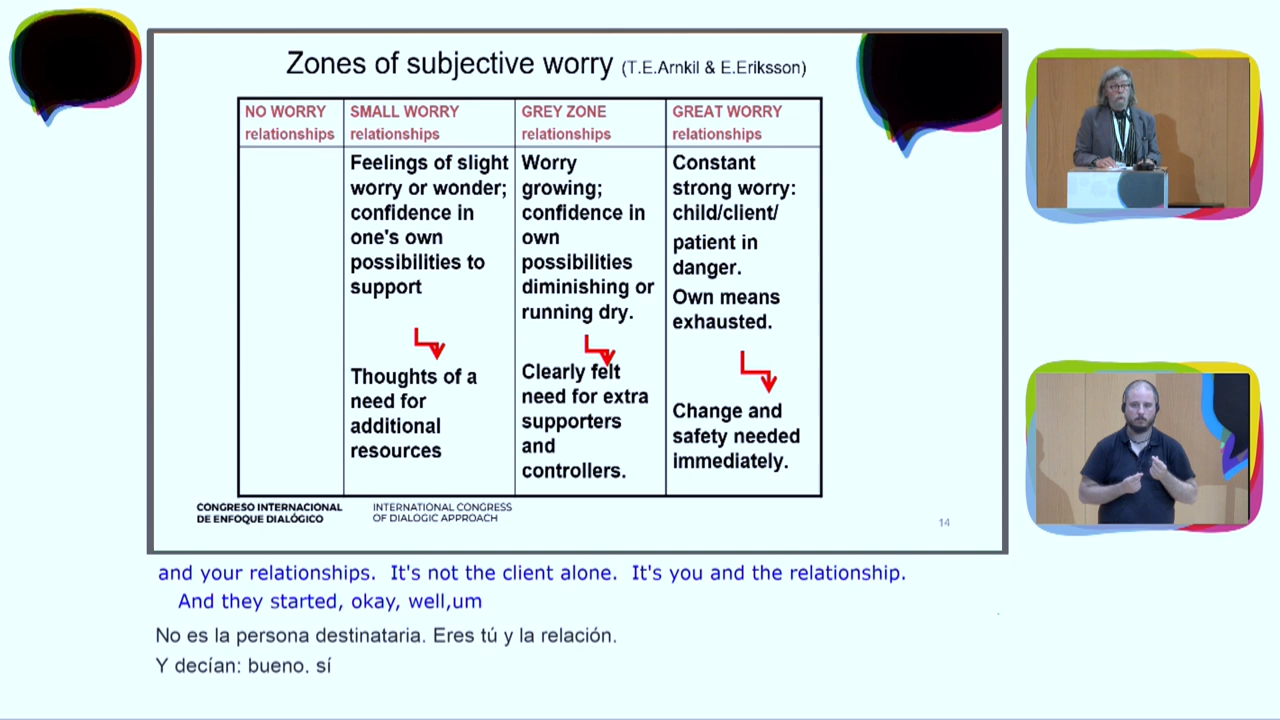 Zones of subjective worry (T.E.Arnkil & E.Eriksson)
NO WORRY
relationships
SMALL WORRY
relationships
Feelings of slight
worry or wonder;
confidence in
one's own
possibilities to
support
Thoughts of a
need for
additional
resources
GREY ZONE
relationships
Worry
growing;
confidence in
own
possibilities
diminishing or
running dry.
Clearly felt
need for extra
supporters
and
controllers.
GREAT WORRY
relationships
Constant
strong worry:
child/client/
patient in
danger.
Own means
exhausted.
Change and
safety needed
immediately.
CONGRESO INTERNACIONAL
DE ENFOQUE DIALÓGICO
INTERNATIONAL CONGRESS
OF DIALOGIC APPROACH
14
and your relationships. It's not the client alone. It's you and the relationship.
And they started, okay, well,um
No es la persona destinataria. Eres tú y la relación.
Y decían: bueno. sí